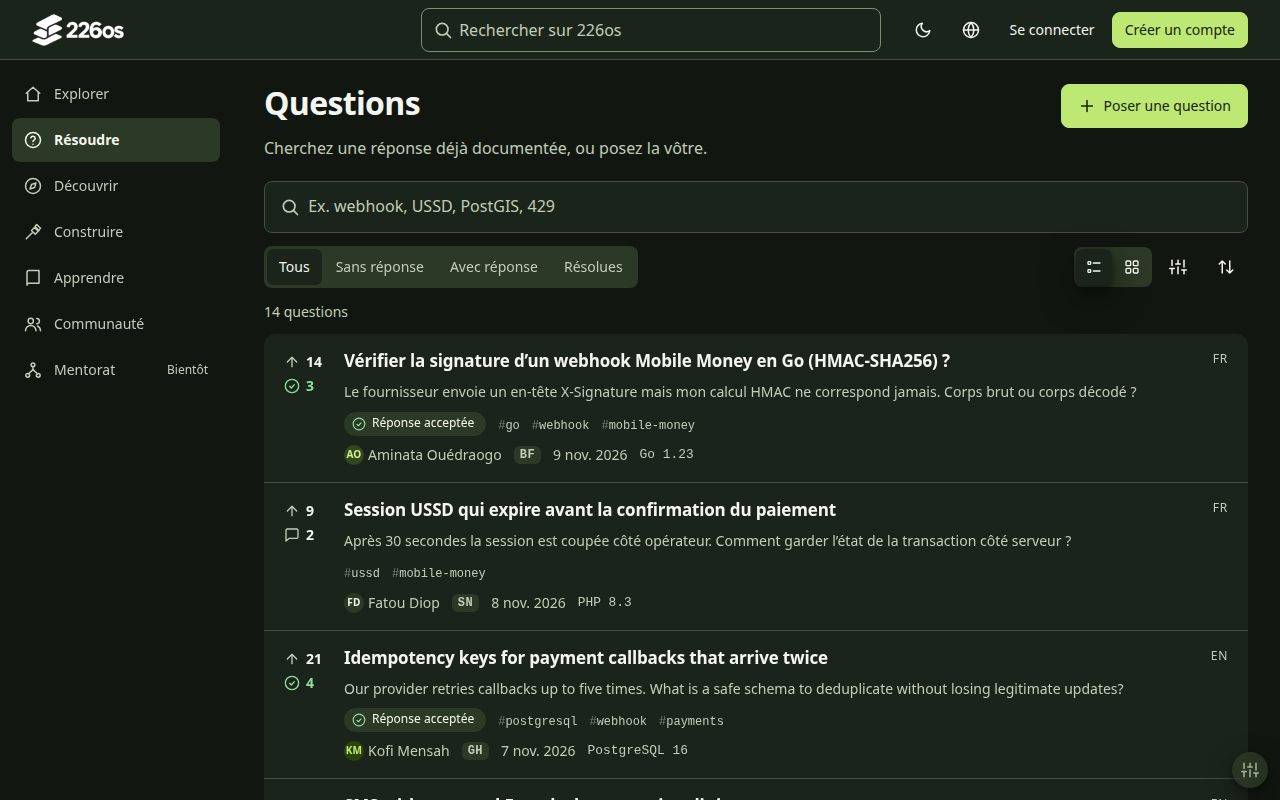 226os
Rechercher sur 226os
Se connecter
Créer un compte
Explorer
Résoudre
Découvrir
Construire
Apprendre
Communauté
Mentorat Bientôt
Questions
Poser une question
Cherchez une réponse déjà documentée, ou posez la vôtre.
Ex. webhook, USSD, PostGIS, 429
Tous Sans réponse Avec réponse Résolues
14 questions
14 Vérifier la signature d’un webhook Mobile Money en Go (HMAC-SHA256) ? FR
3 Le fournisseur envoie un en-tête X-Signature mais mon calcul HMAC ne correspond jamais. Corps brut ou corps décodé ?
Réponse acceptée #go #webhook #mobile-money
AO Aminata Ouédraogo BF 9 nov. 2026 Go 1.23
9 Session USSD qui expire avant la confirmation du paiement FR
2 Après 30 secondes la session est coupée côté opérateur. Comment garder l’état de la transaction côté serveur ?
#ussd #mobile-money
FD Fatou Diop SN 8 nov. 2026 PHP 8.3
21 Idempotency keys for payment callbacks that arrive twice EN
4 Our provider retries callbacks up to five times. What is a safe schema to deduplicate without losing legitimate updates?
Réponse acceptée #postgresql #webhook #payments
KM Kofi Mensah GH 7 nov. 2026 PostgreSQL 16